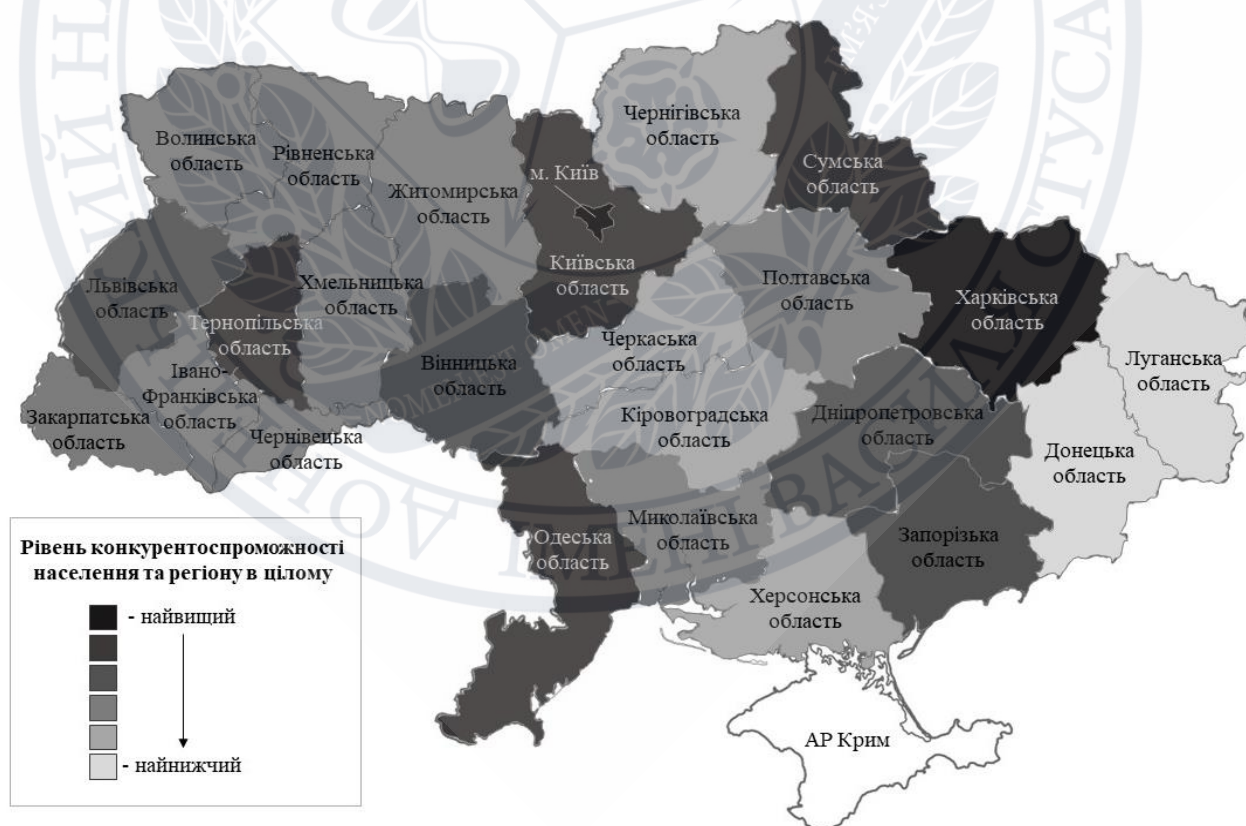 Чернігівська
область
Сумська
область
Волинська
область
Рівненська
область
Житомирська
область
м. Київ
Київська
область
Львівська
область
Тернопільська
область
Хмельницька
область
Полтавська
область
Харківська
область
Луганська
область
Вінницька
область
Черкаська
область
Івано-
Франківська
область
Закарпатська
область
Чернівецька
область
Кіровоградська
область
Дніпропетровська
область
Донецька
область
Миколаївська
область
Одеська
область
Запорізька
область
Херсонська
область
АР Крим
Рівень конкурентоспроможності
населення та регіону в цілому
- найвищий
- найнижчий